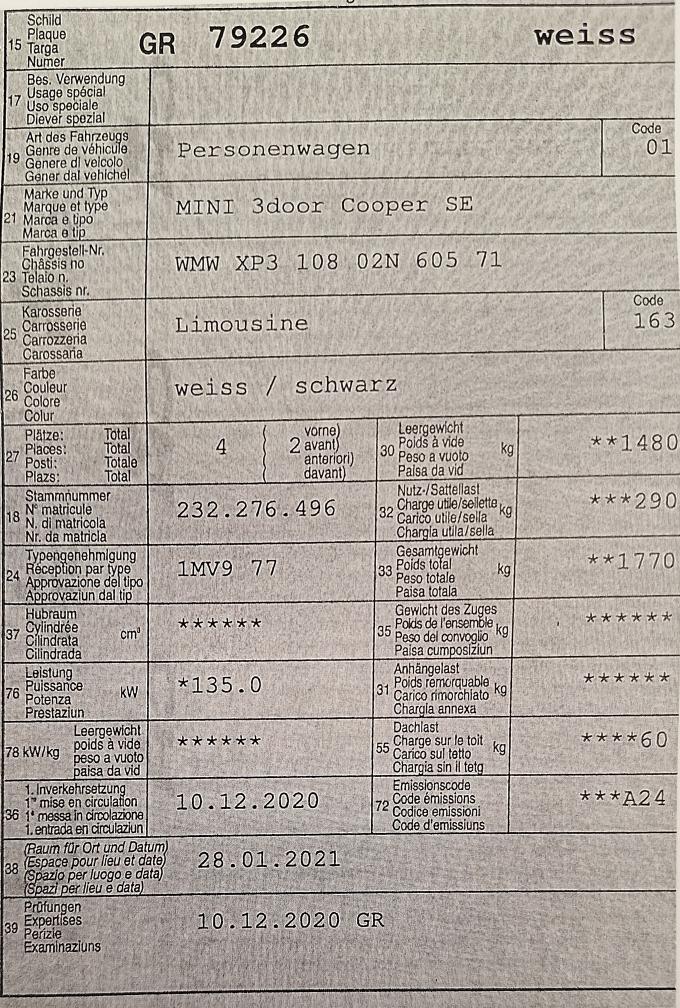 Schild
Plaque
15 Targa GR 79226 weiss
Numer
Bes. Verwendung
17 Usage spécial
Uso speciale
Diever spezial
Art des Fahrzeugs Code
19 Genre de véhicule Personenwagen 01
Genere di veicolo
Gener dal vehichel
Marke und Typ
21 Marque et type MINI 3door Cooper SE
Marca e tipo
Marca e tip
Fahrgestell-Nr.
Châssis no WMW XP3 108 02N 605 71
23 Telaio n.
Schassis nr.
Karosserie Code
25 Carrosserie Limousine 163
Carrozzeria
Carossaria
Farbe
26 Couleur weiss / schwarz
Colore
Colur
27 Plätze: Total 4 2 vorne)
Places: Total avant)
Posti: Totale anteriori)
Plazs: Total davant)
30 Leergewicht
Poids à vide kg **1480
Peso a vuoto
Paisa da vid
18 Stammnummer
N° matricule 232.276.496
N. di matricola
Nr. da matricla
32 Nutz-/Sattellast
Charge utile/sellette kg ***290
Carico utile/sella
Chargia utila/sella
24 Typengenehmigung
Réception par type 1MV9 77
Approvazione del tipo
Approvaziun dal tip
33 Gesamtgewicht
Poids total kg **1770
Peso totale
Paisa totala
37 Hubraum
Cylindrée cm³ ******
Cilindrata
Cilindrada
35 Gewicht des Zuges
Poids de l'ensemble kg ******
Peso del convoglio
Paisa cumposiziun
76 Leistung
Puissance kW *135.0
Potenza
Prestaziun
31 Anhängelast
Poids remorquable kg ******
Carico rimorchiato
Chargia annexa
78 kW/kg Leergewicht
poids à vide ******
peso a vuoto
paisa da vid
55 Dachlast
Charge sur le toit kg ****60
Carico sul tetto
Chargia sin il tetg
36 1. Inverkehrsetzung
1re mise en circulation 10.12.2020
1a messa in circolazione
1. entrada en circulaziun
72 Emissionscode
Code émissions ***A24
Codice emissioni
Code d'emissiuns
38 (Raum für Ort und Datum)
(Espace pour lieu et date) 28.01.2021
(Spazio per luogo e data)
(Spazi per lieu e data)
39 Prüfungen
Expertises 10.12.2020 GR
Perizie
Examinaziuns